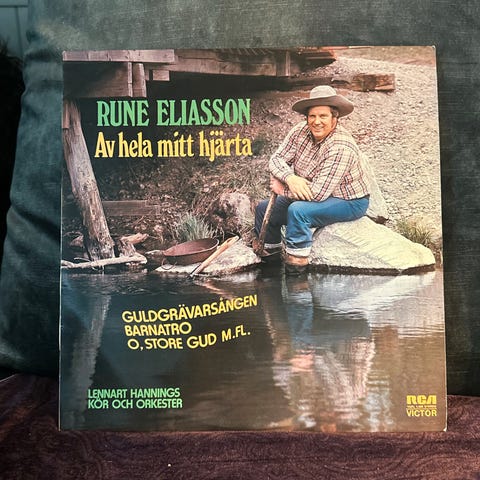 RUNE ELIASSON
Av hela mitt hjärta
GULDGRÄVARSÅNGEN
BARNATRO
O, STORE GUD M.FL.
LENNART HANNINGS
KÖR OCH ORKESTER
RCA
VICTOR